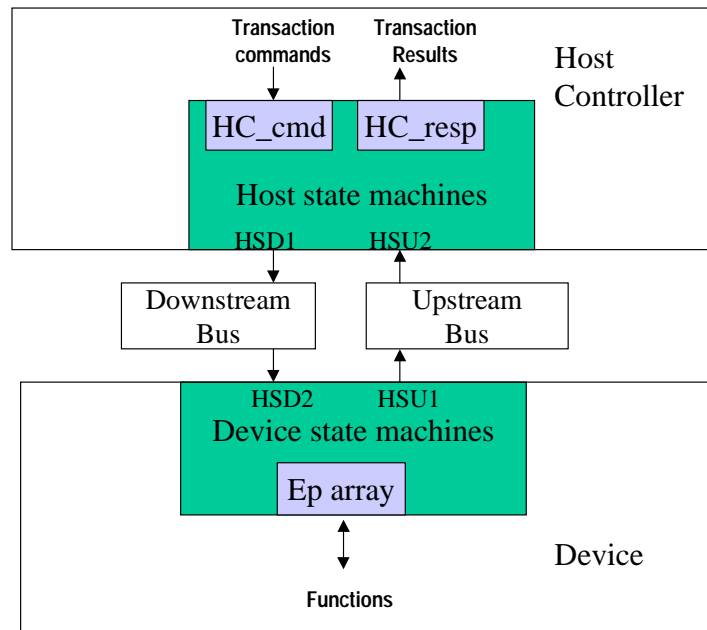 Transaction
commands
Transaction
Results
Host
Controller
HC_cmd
HC_resp
Host state machines
HSD1
HSU2
Downstream
Bus
Upstream
Bus
HSD2
HSU1
Device state machines
Ep array
Device
Functions